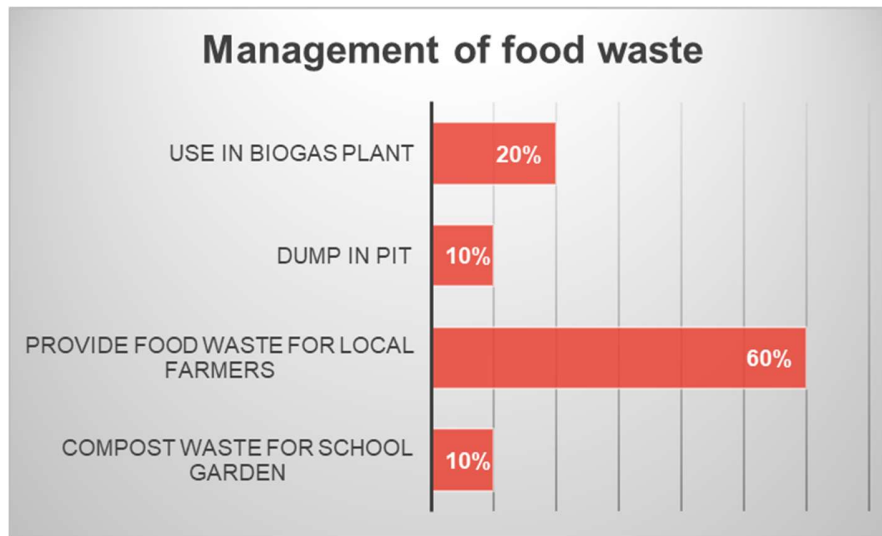 Management of food waste
USE IN BIOGAS PLANT
20%
DUMP IN PIT
10%
PROVIDE FOOD WASTE FOR LOCAL
FARMERS
60%
COMPOST WASTE FOR SCHOOL
GARDEN
10%